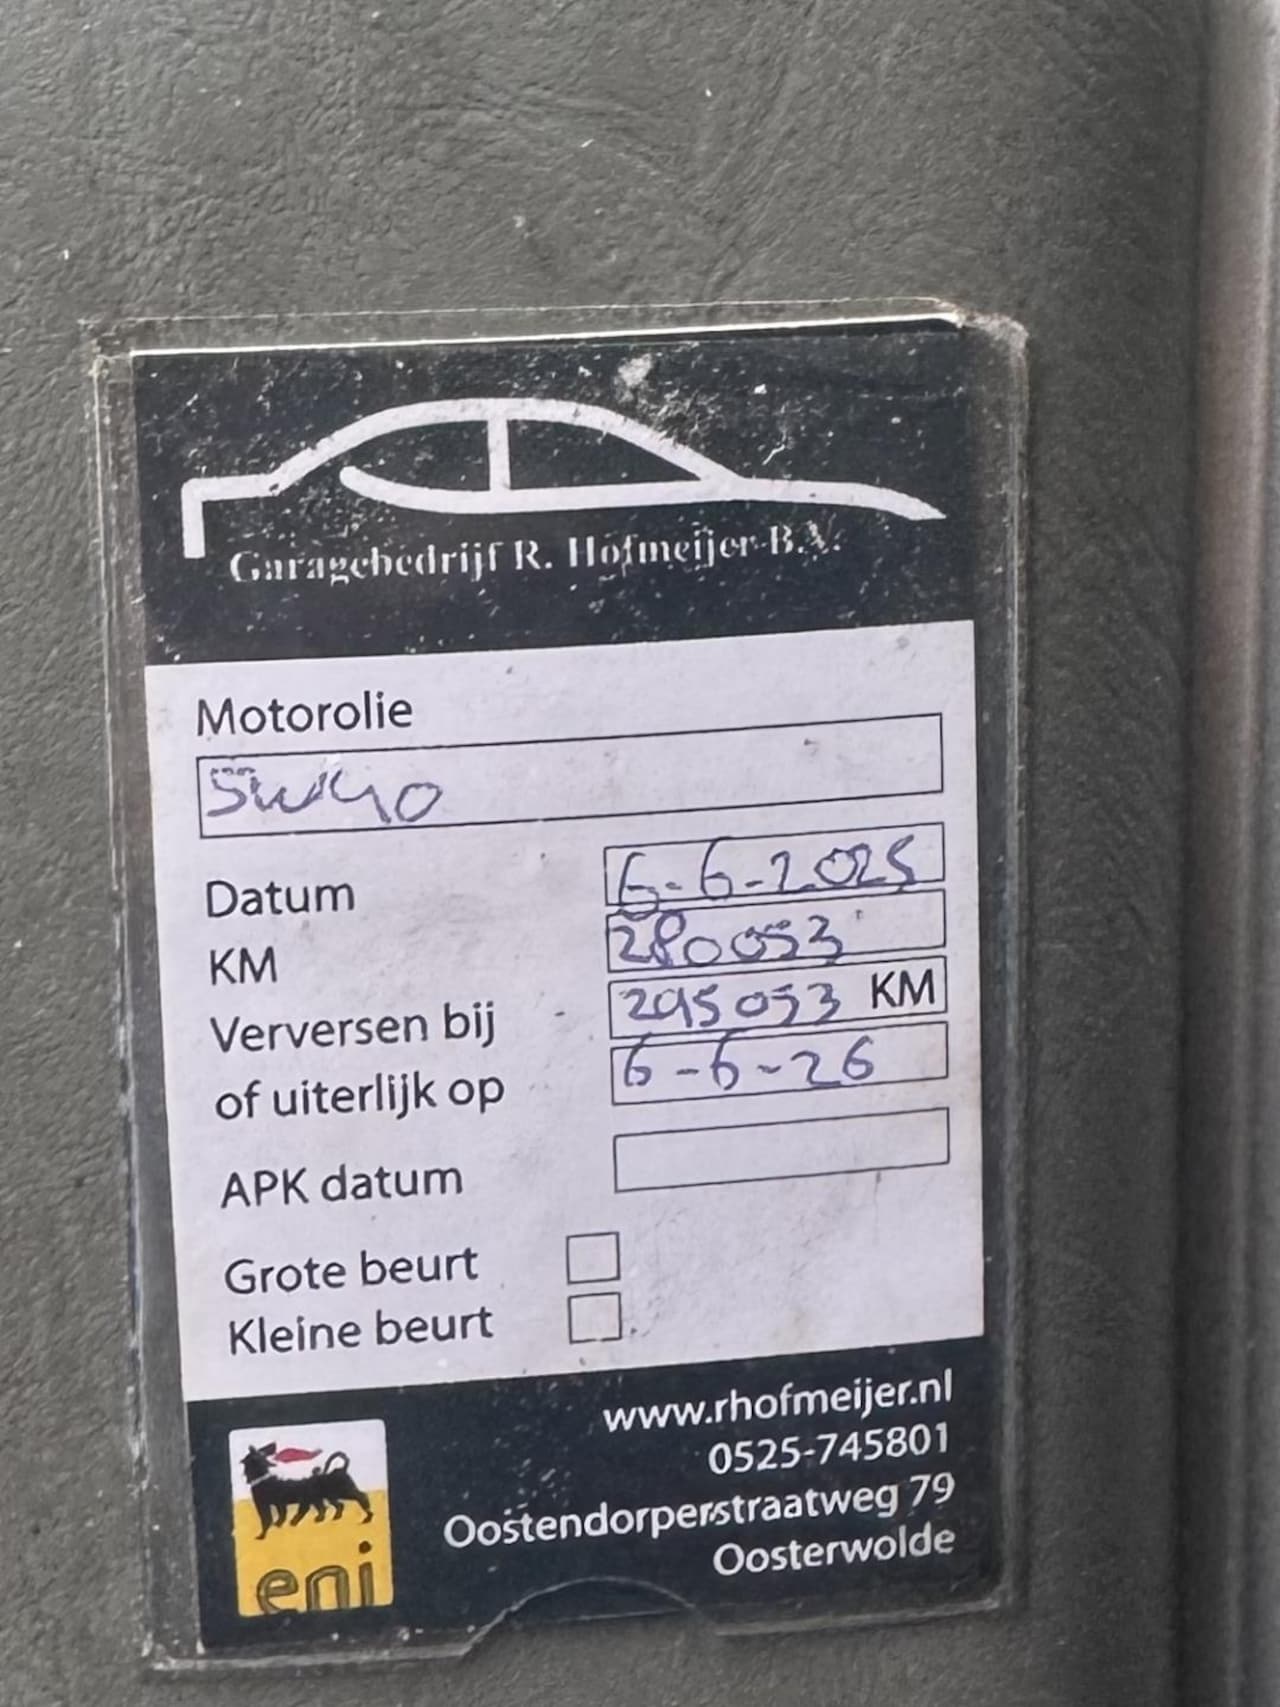 Garagebedrijf R. Hofmeijer B.V.
Motorolie
5W40
Datum 6-6-2025
KM 280053
Verversen bij 295053 KM
of uiterlijk op 6-6-26
APK datum
Grote beurt
Kleine beurt
www.rhofmeijer.nl
0525-745801
Oostendorperstraatweg 79
Oosterwolde
eni